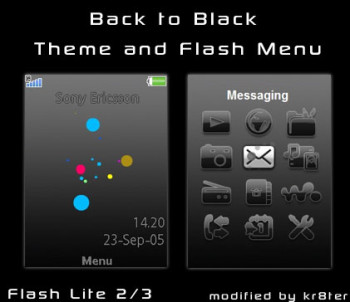 Back to Black
Theme and Flash Menu
Sony Ericsson
Messaging
14.20
23-Sep-05
Menu
Flash Lite 2/3
modified by kr8ter